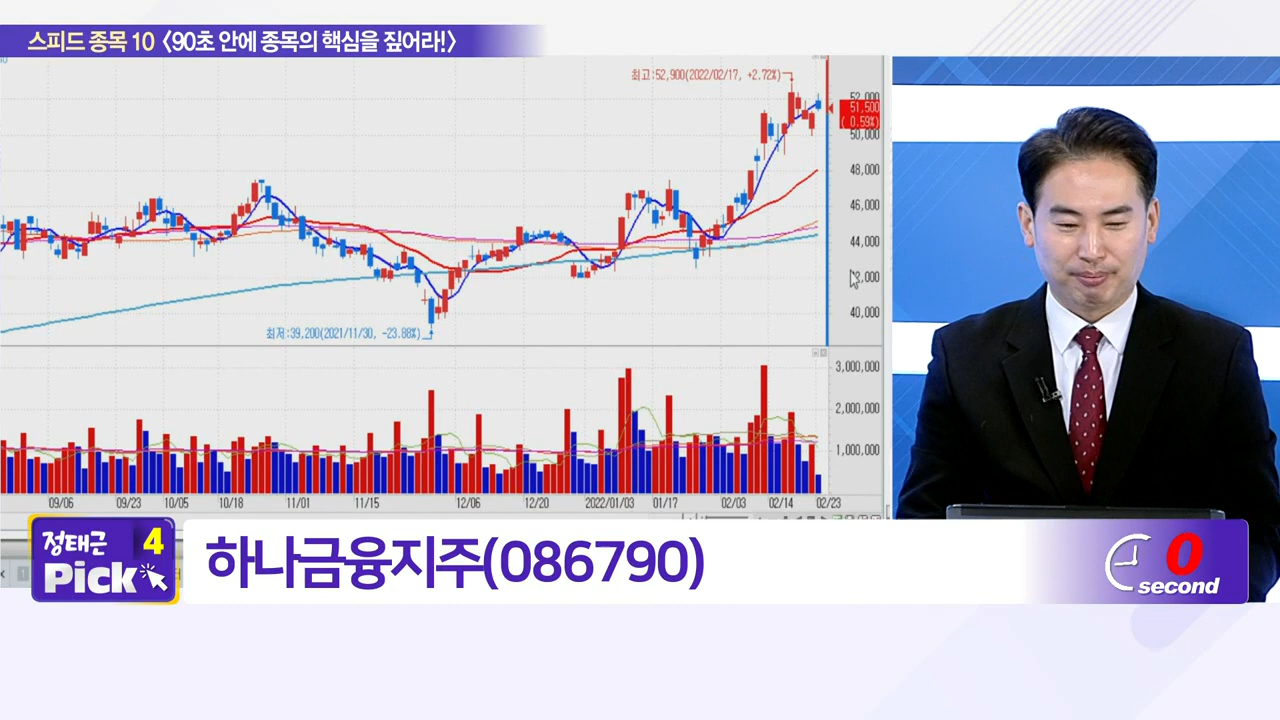 스피드 종목 10 〈90초 안에 종목의 핵심을 짚어라!〉
최고:52,900(2022/02/17, +2.72%)
52,000
51,500
( 0.59%)
50,000
48,000
46,000
44,000
40,000
최저:39,200(2021/11/30, -23.88%)
3,000,000
2,000,000
1,000,000
09/06 09/23 10/05 10/18 11/01 11/15 12/06 12/20 2022/01/03 01/17 02/03 02/14 02/23
정태근 4
Pick
하나금융지주(086790)
0
second